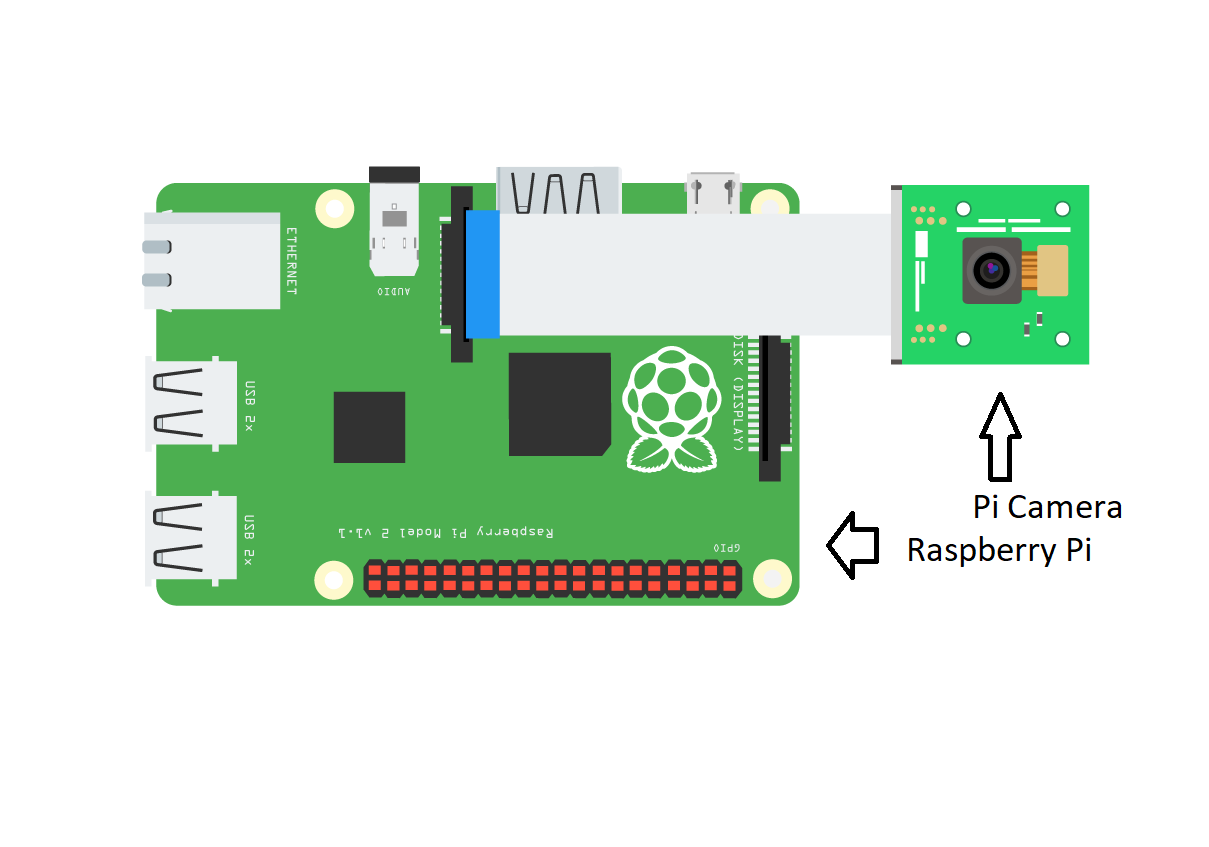 ETHERNET
AUDIO
DISK (DISPLAY)
USB 2x
USB 2x
Raspberry Pi Model 2 v1.1
GPIO
Pi Camera
Raspberry Pi